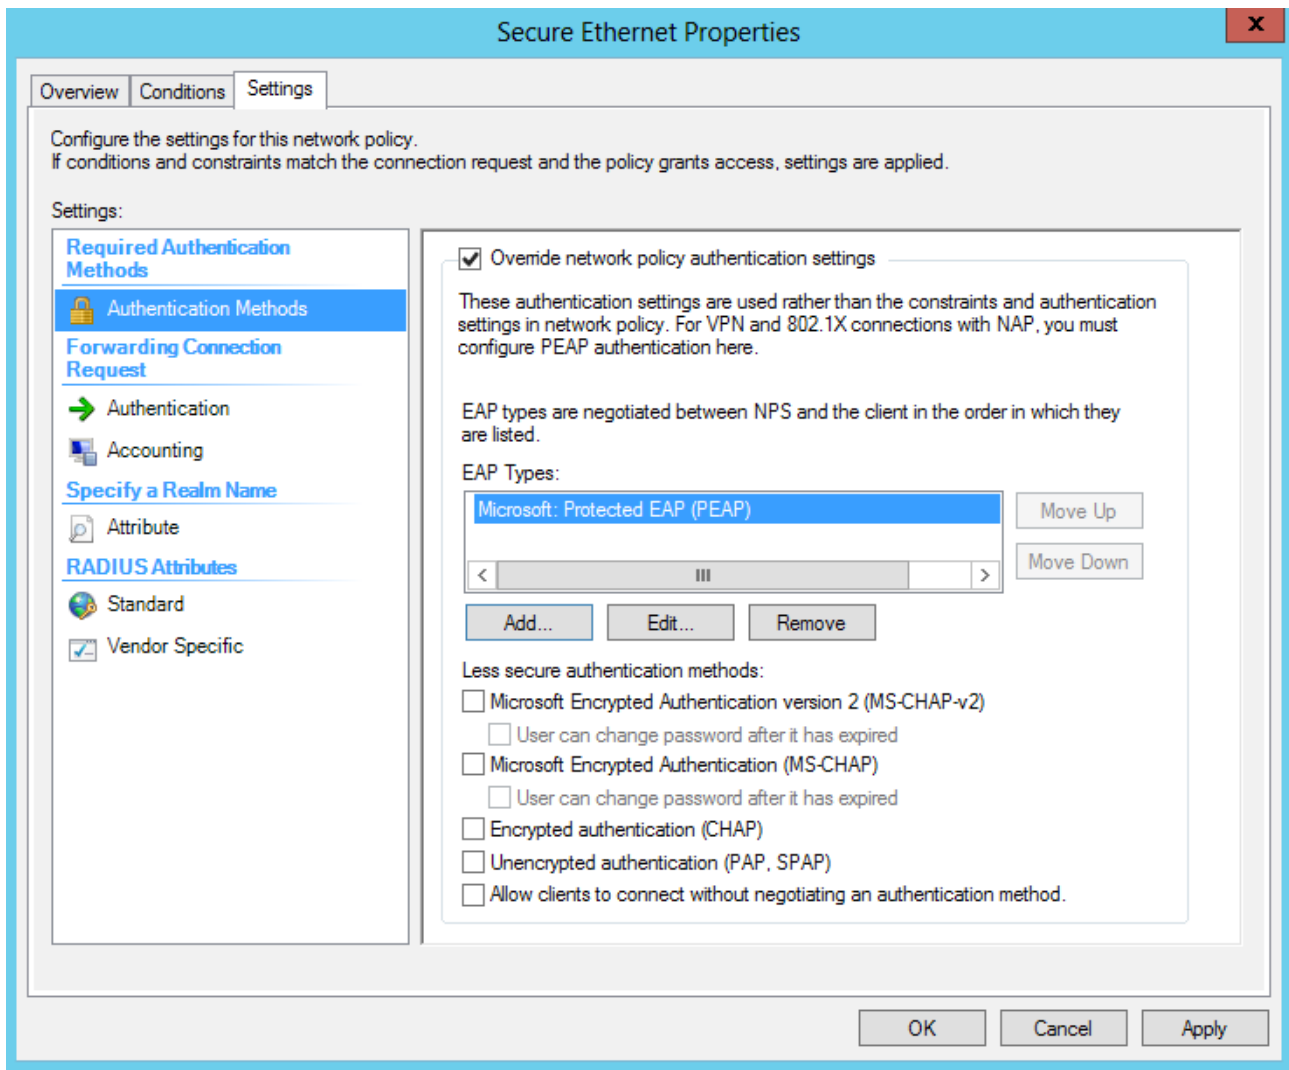 Secure Ethernet Properties
x
Overview
Conditions
Settings
Configure the settings for this network policy.
If conditions and constraints match the connection request and the policy grants access, settings are applied.
Settings:
Required Authentication
Methods
Authentication Methods
Forwarding Connection
Request
Authentication
Accounting
Specify a Realm Name
Attribute
RADIUS Attributes
Standard
Vendor Specific
Override network policy authentication settings
These authentication settings are used rather than the constraints and authentication
settings in network policy. For VPN and 802.1X connections with NAP, you must
configure PEAP authentication here.
EAP types are negotiated between NPS and the client in the order in which they
are listed.
EAP Types:
Microsoft: Protected EAP (PEAP)
Move Up
Move Down
Add...
Edit...
Remove
Less secure authentication methods:
Microsoft Encrypted Authentication version 2 (MS-CHAP-v2)
User can change password after it has expired
Microsoft Encrypted Authentication (MS-CHAP)
User can change password after it has expired
Encrypted authentication (CHAP)
Unencrypted authentication (PAP, SPAP)
Allow clients to connect without negotiating an authentication method.
OK
Cancel
Apply